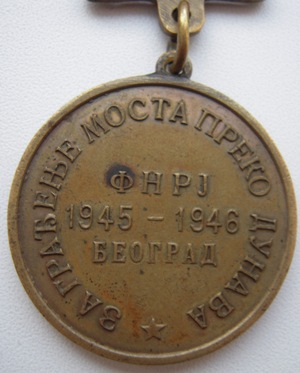 ЗА ГРАЂЕЊЕ МОСТА ПРЕКО ДУНАВА
ФНРЈ
1945 - 1946
БЕОГРАД